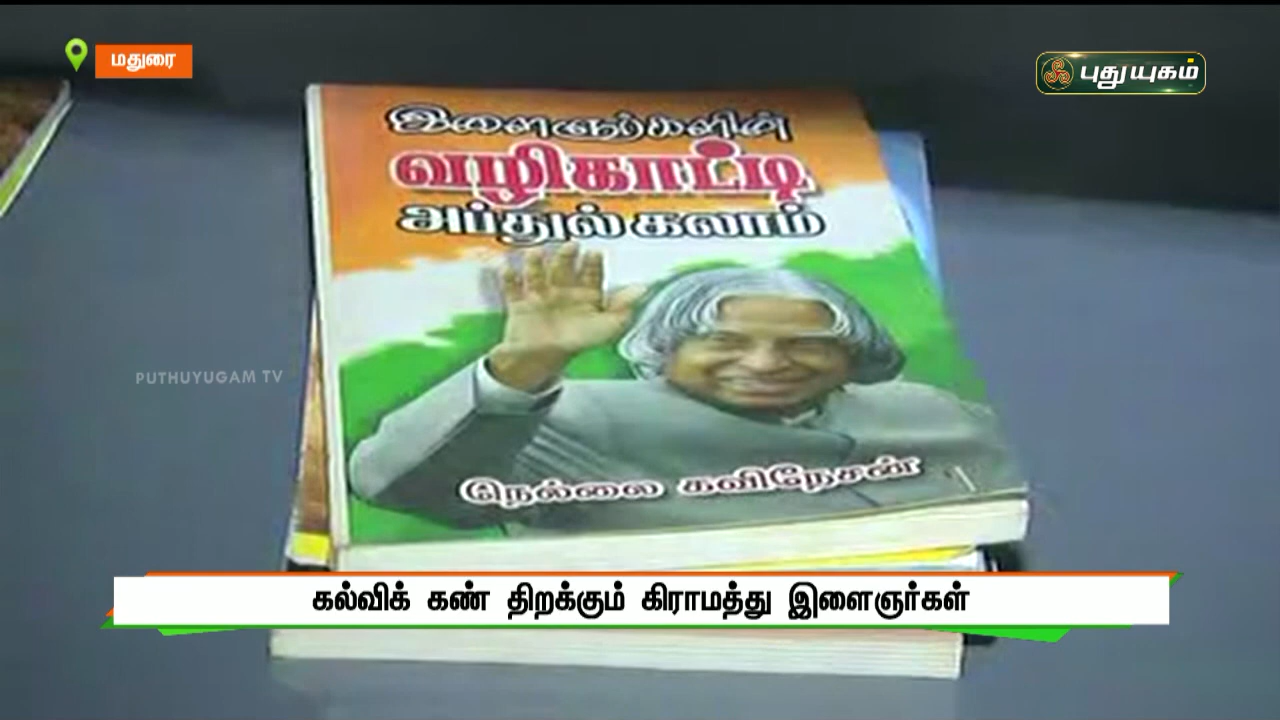 மதுரை
புதுயுகம்
இளைஞர்களின்
வழிகாட்டி
அப்துல் கலாம்
PUTHUYUGAM TV
நெல்லை கவிநேசன்
கல்விக் கண் திறக்கும் கிராமத்து இளைஞர்கள்